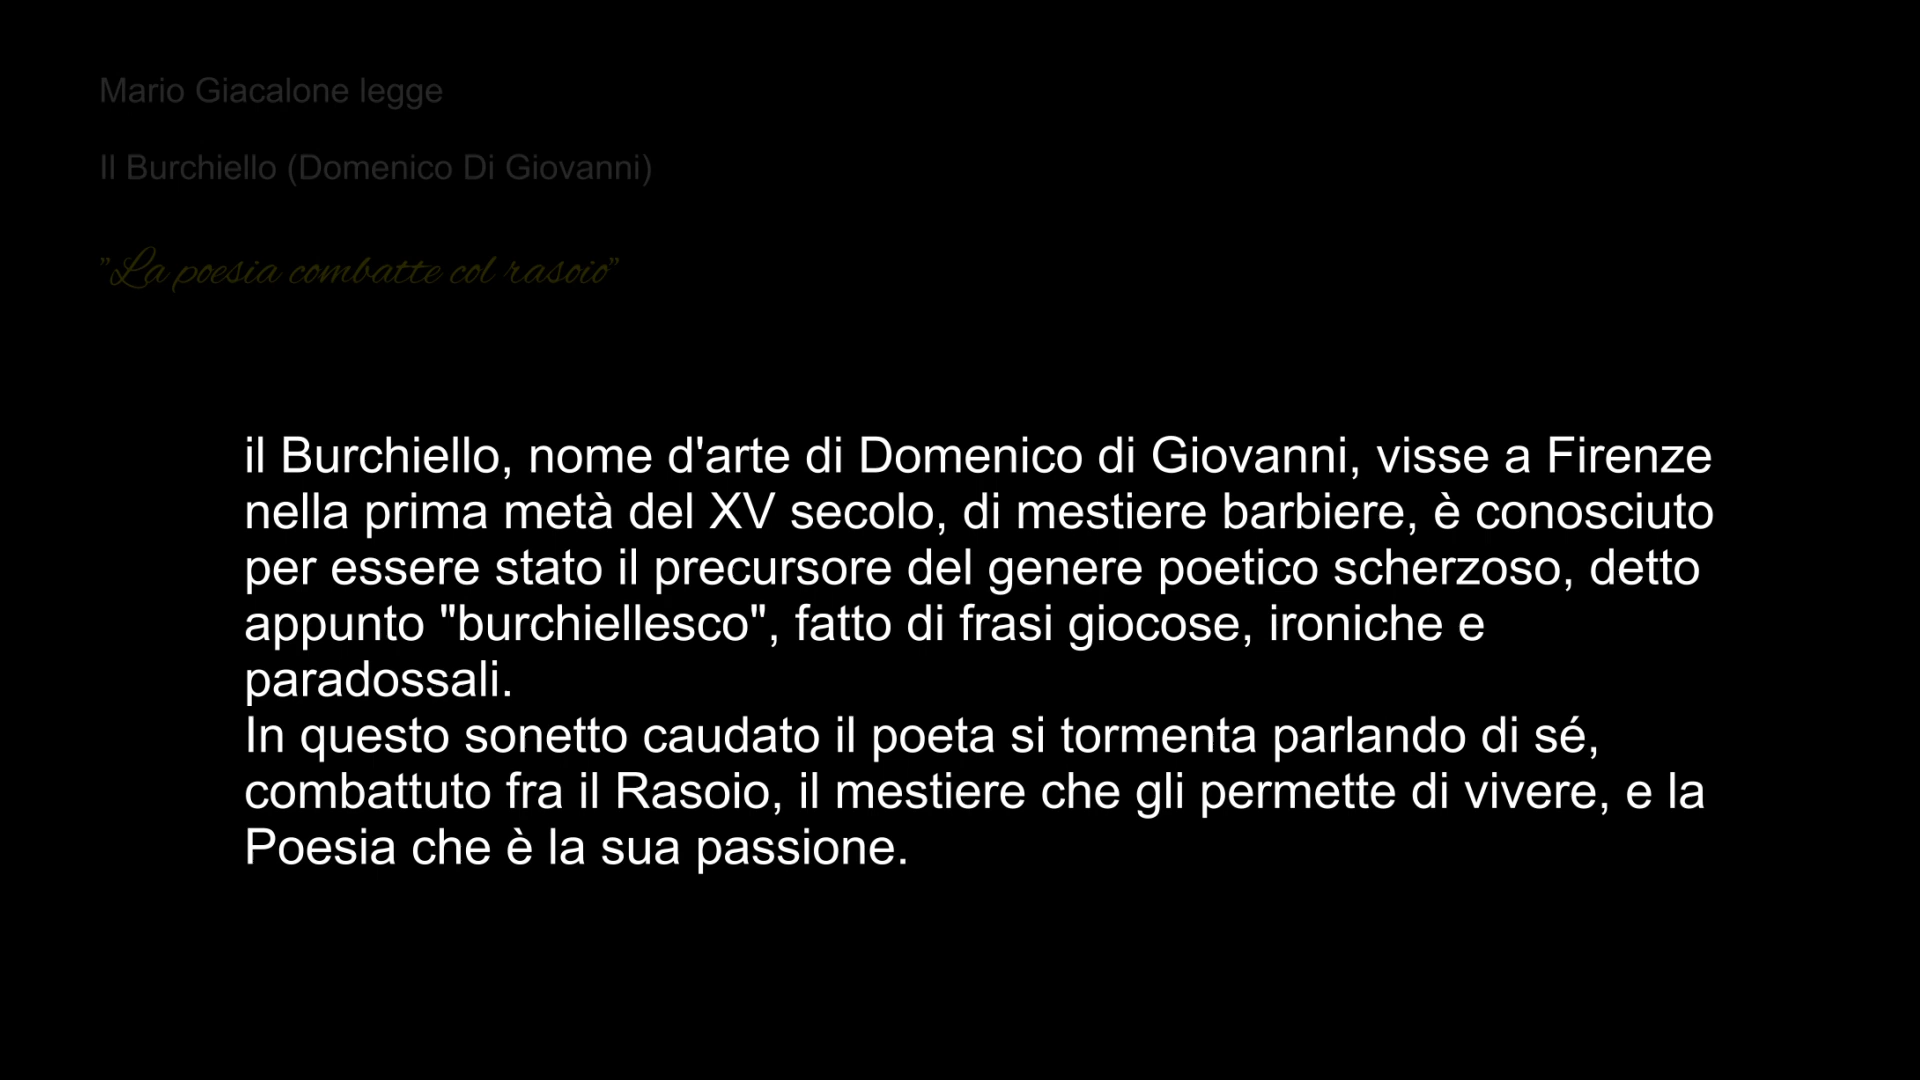 Mario Giacalone legge
Il Burchiello (Domenico Di Giovanni)
"La poesia combatte col rasoio"
il Burchiello, nome d'arte di Domenico di Giovanni, visse a Firenze
nella prima metà del XV secolo, di mestiere barbiere, è conosciuto
per essere stato il precursore del genere poetico scherzoso, detto
appunto "burchiellesco", fatto di frasi giocose, ironiche e
paradossali.
In questo sonetto caudato il poeta si tormenta parlando di sé,
combattuto fra il Rasoio, il mestiere che gli permette di vivere, e la
Poesia che è la sua passione.